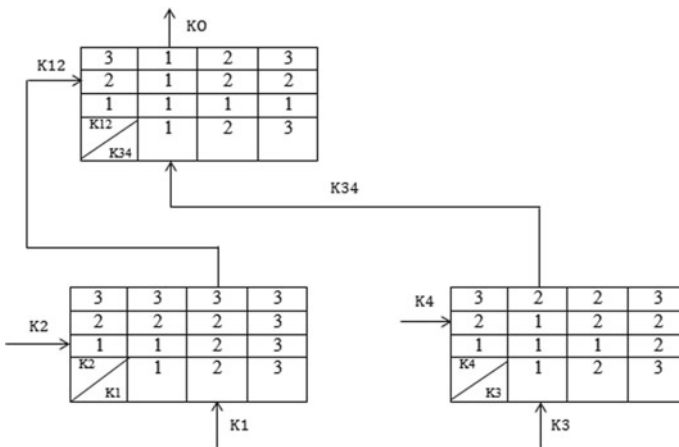 K0
K12
3 1 2 3
2 1 2 2
1 1 1 1
K12 K34 1 2 3
K34
3 3 3 3
2 2 2 3
1 1 2 3
K2 K1 1 2 3
K2
K1
3 2 2 3
2 1 2 2
1 1 1 2
K4 K3 1 2 3
K4
K3